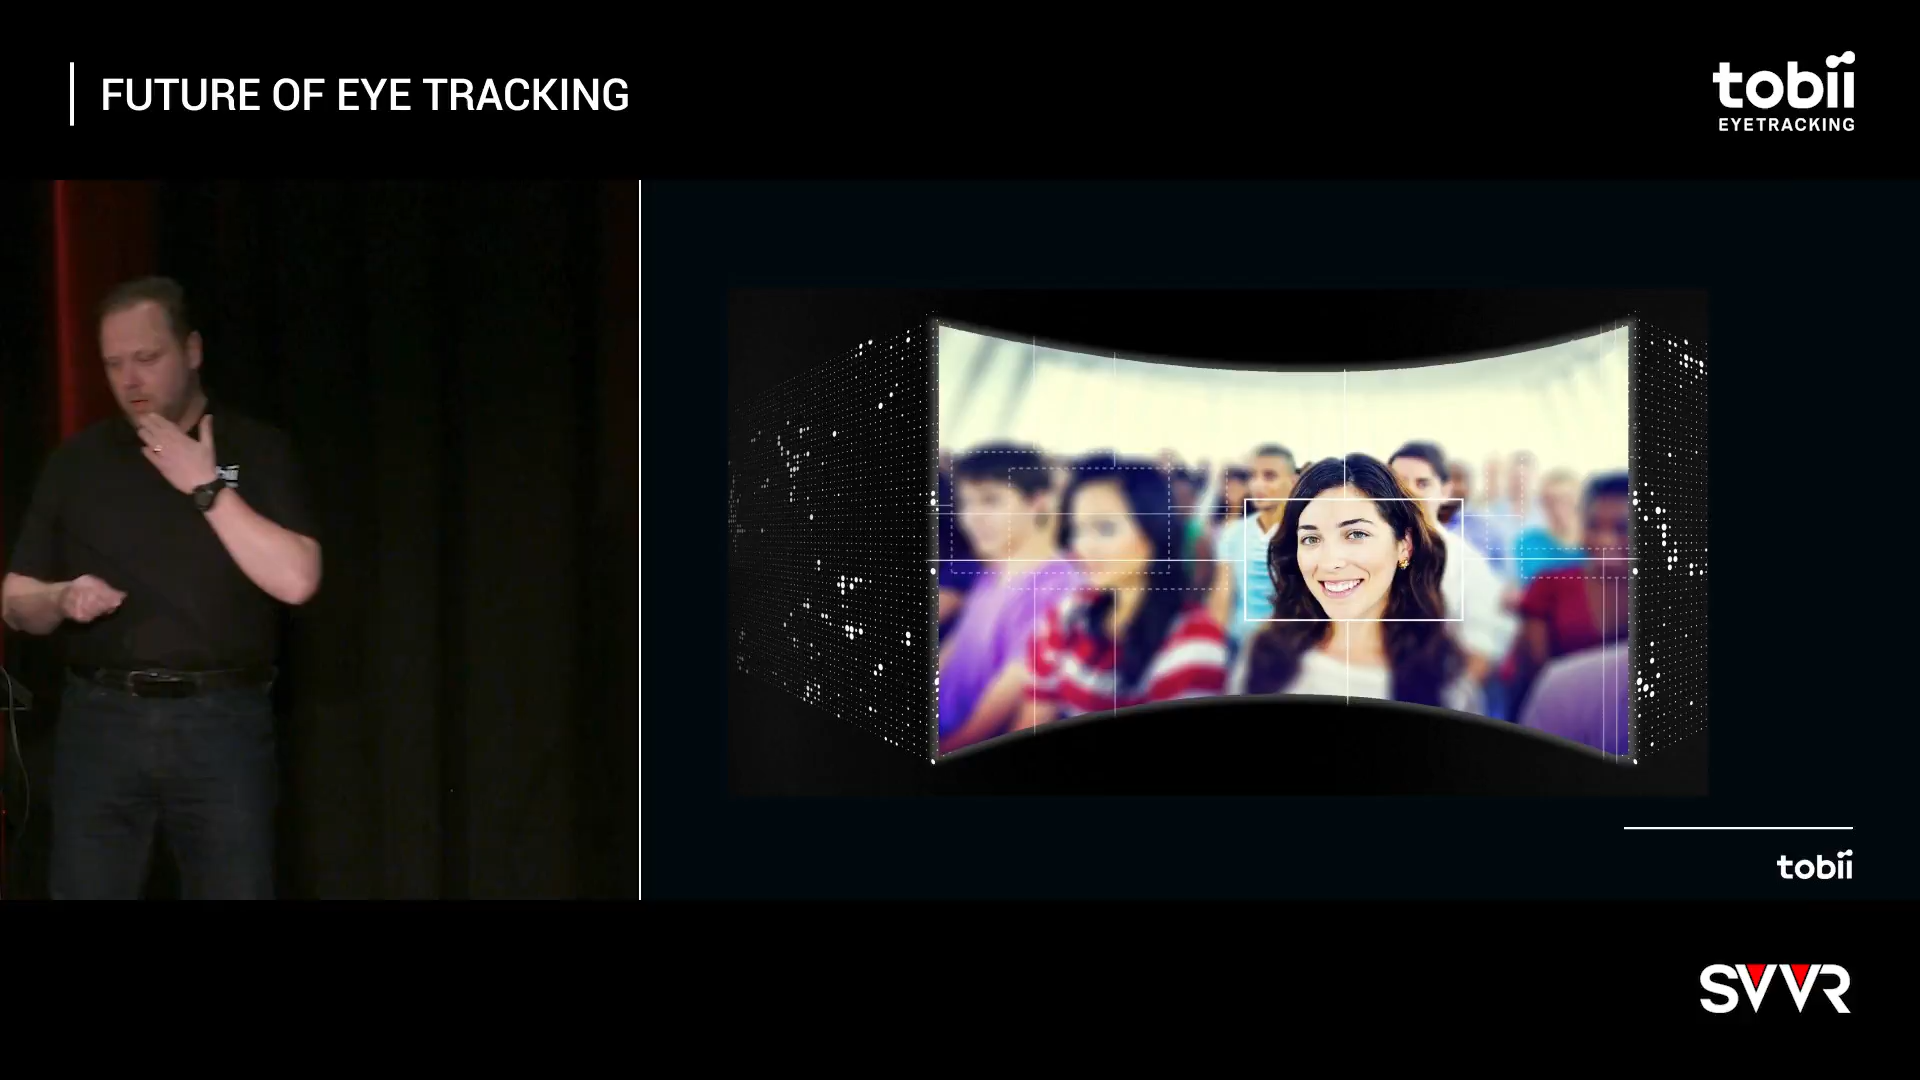 FUTURE OF EYE TRACKING
tobii
EYETRACKING
tobii
SVVR